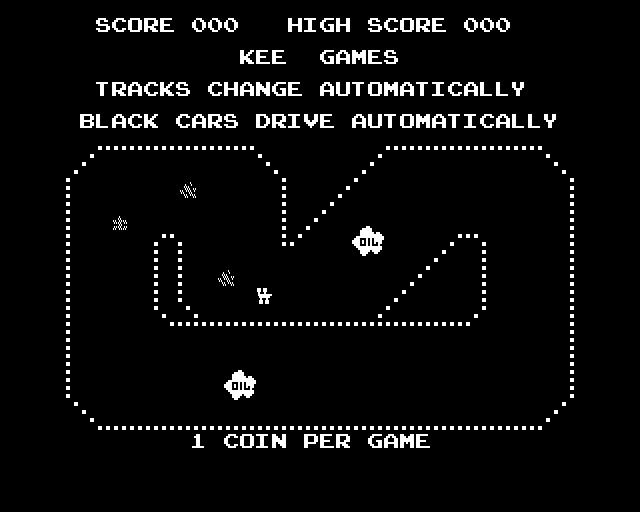 SCORE 000 HIGH SCORE 000
KEE GAMES
TRACKS CHANGE AUTOMATICALLY
BLACK CARS DRIVE AUTOMATICALLY
OIL
OIL
1 COIN PER GAME